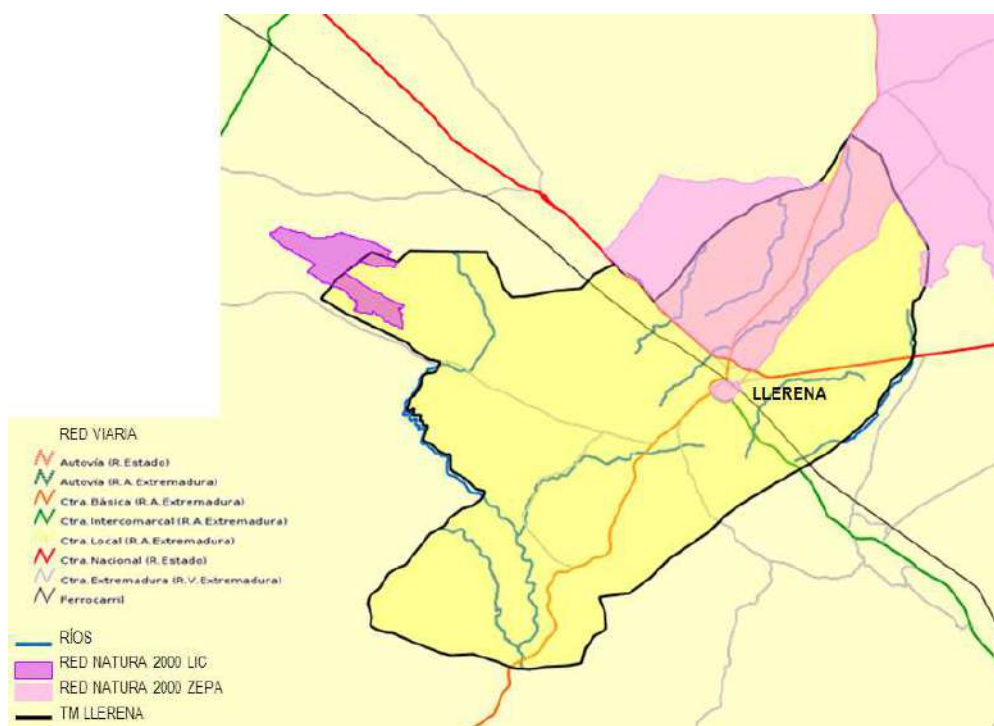 LLERENA
RED VIARIA
Autovía (R.Estado)
Autovía (R.A.Extremadura)
Ctra.Básica (R.A.Extremadura)
Ctra.Intercomarcal (R.A.Extremadura)
Ctra.Local (R.A.Extremadura)
Ctra.Nacional (R.Estado)
Ctra.Extremadura (R.V.Extremadura)
Ferrocarril
RÍOS
RED NATURA 2000 LIC
RED NATURA 2000 ZEPA
TM LLERENA